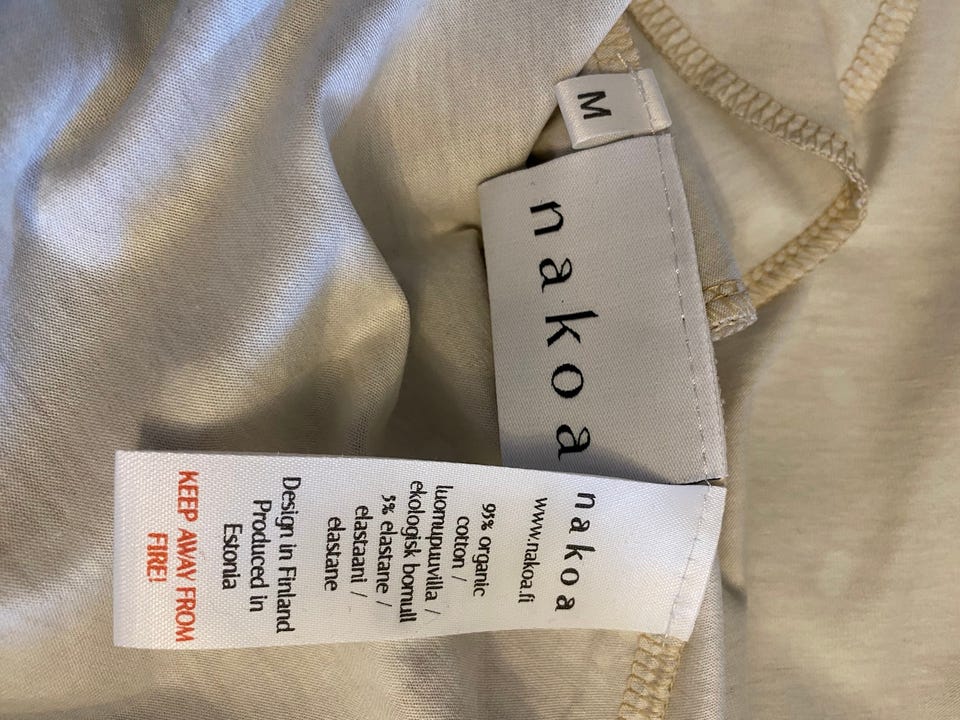 M
nakoa
nakoa
www.nakoa.fi
95% organic
cotton /
luomupuuvilla /
ekologisk bomull
5% elastane /
elastaani /
elastane
Design in Finland
Produced in
Estonia
KEEP AWAY FROM
FIRE!